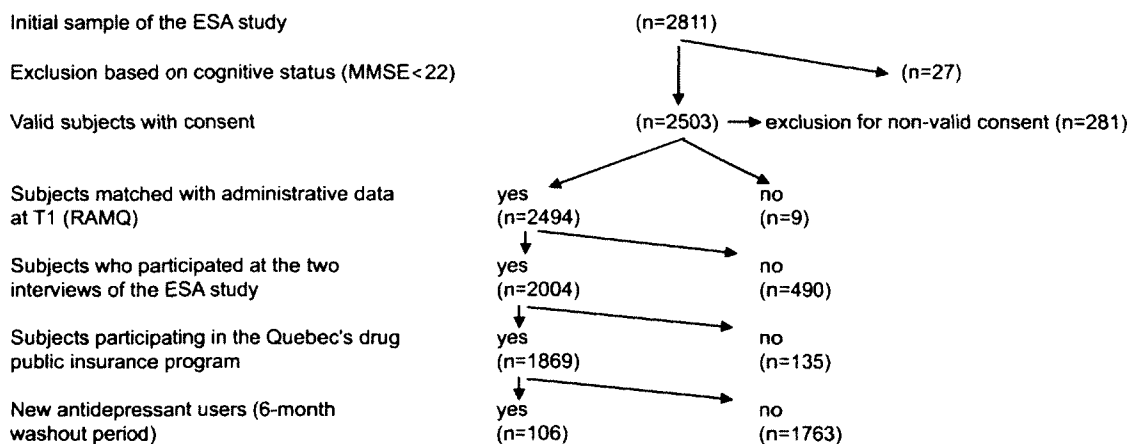 Initial sample of the ESA study (n=2811)
Exclusion based on cognitive status (MMSE<22) (n=27)
Valid subjects with consent (n=2503) exclusion for non-valid consent (n=281)
Subjects matched with administrative data yes no
at T1 (RAMQ) (n=2494) (n=9)
Subjects who participated at the two yes no
interviews of the ESA study (n=2004) (n=490)
Subjects participating in the Quebec's drug yes no
public insurance program (n=1869) (n=135)
New antidepressant users (6-month yes no
washout period) (n=106) (n=1763)